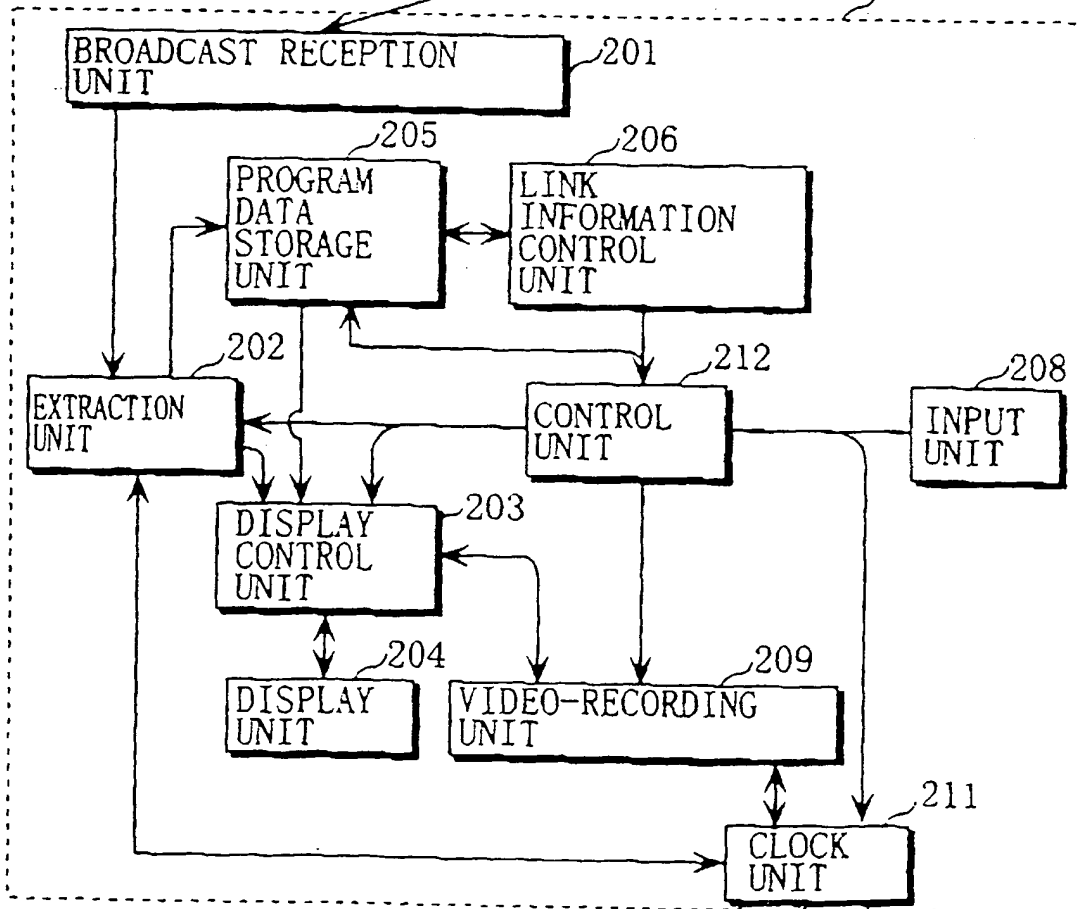 BROADCAST RECEPTION
UNIT
201
205
PROGRAM
DATA
STORAGE
UNIT
206
LINK
INFORMATION
CONTROL
UNIT
202
EXTRACTION
UNIT
212
CONTROL
UNIT
208
INPUT
UNIT
203
DISPLAY
CONTROL
UNIT
204
DISPLAY
UNIT
209
VIDEO-RECORDING
UNIT
211
CLOCK
UNIT